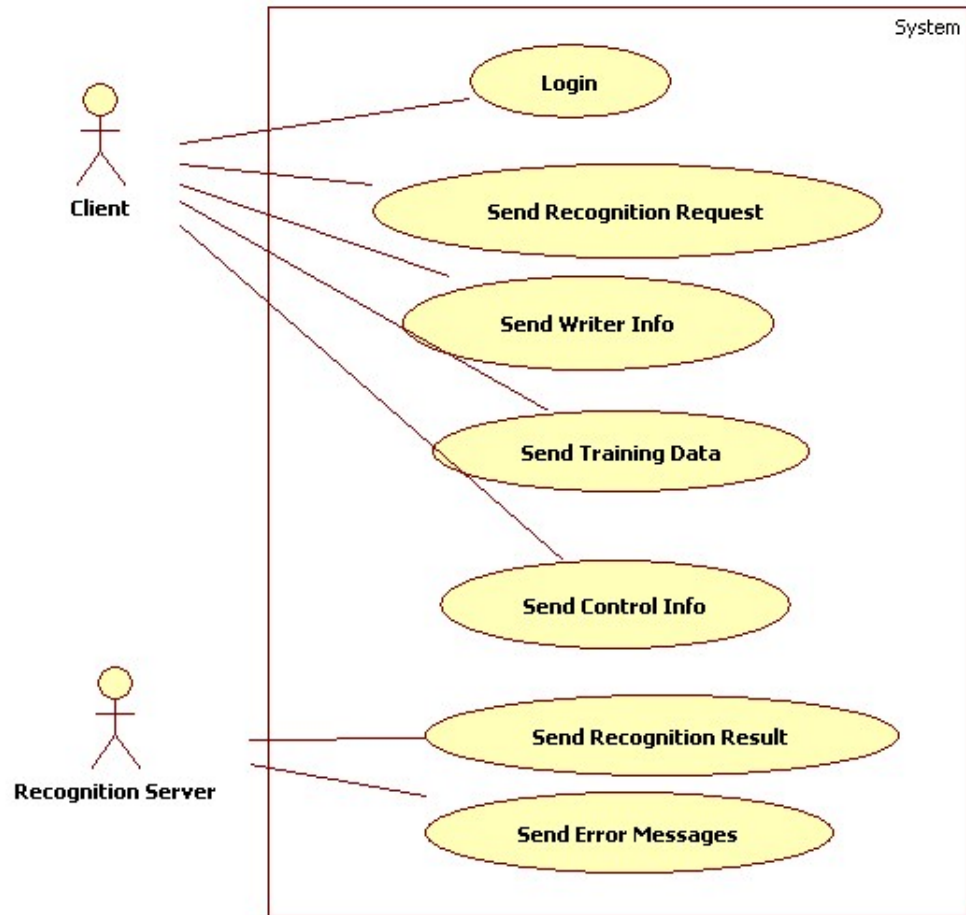 System
Login
Client
Send Recognition Request
Send Writer Info
Send Training Data
Send Control Info
Send Recognition Result
Recognition Server
Send Error Messages